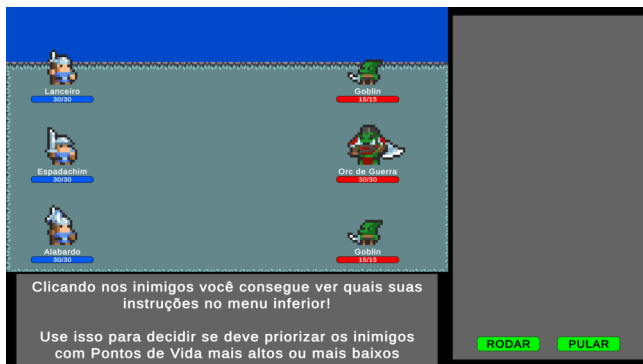 Lanceiro
30/30
Goblin
15/15
Espadachim
30/30
Orc de Guerra
30/30
Alabardo
30/30
Goblin
15/15
Clicando nos inimigos você consegue ver quais suas
instruções no menu inferior!
Use isso para decidir se deve priorizar os inimigos
com Pontos de Vida mais altos ou mais baixos
RODAR
PULAR